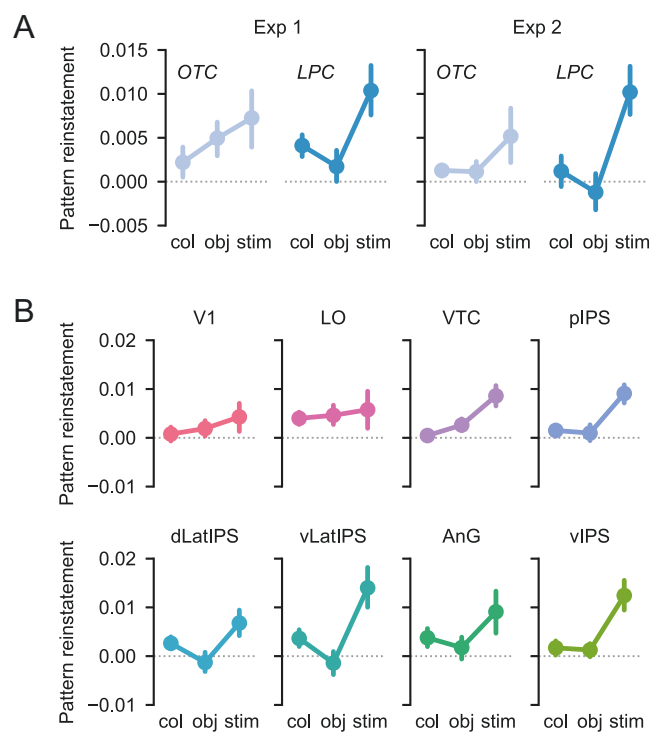 A
Exp 1
Exp 2
Pattern reinstatement
0.015
0.010
0.005
0.000
−0.005
OTC
LPC
OTC
LPC
col obj stim
col obj stim
col obj stim
col obj stim
B
V1
LO
VTC
pIPS
Pattern reinstatement
0.02
0.01
0.00
−0.01
dLatIPS
vLatIPS
AnG
vIPS
Pattern reinstatement
0.02
0.01
0.00
−0.01
col obj stim
col obj stim
col obj stim
col obj stim